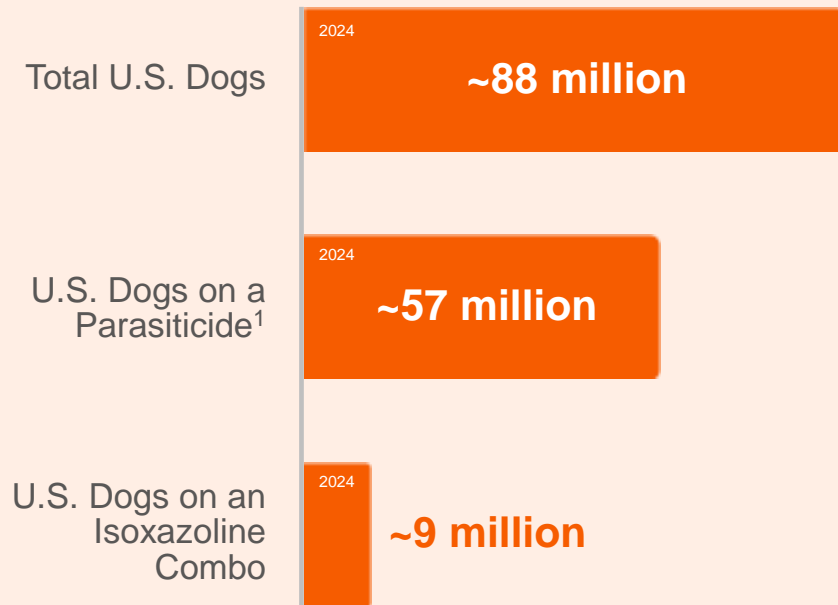 2024
Total U.S. Dogs
~88 million
2024
U.S. Dogs on a
Parasiticide¹
~57 million
2024
U.S. Dogs on an
Isoxazoline
Combo
~9 million